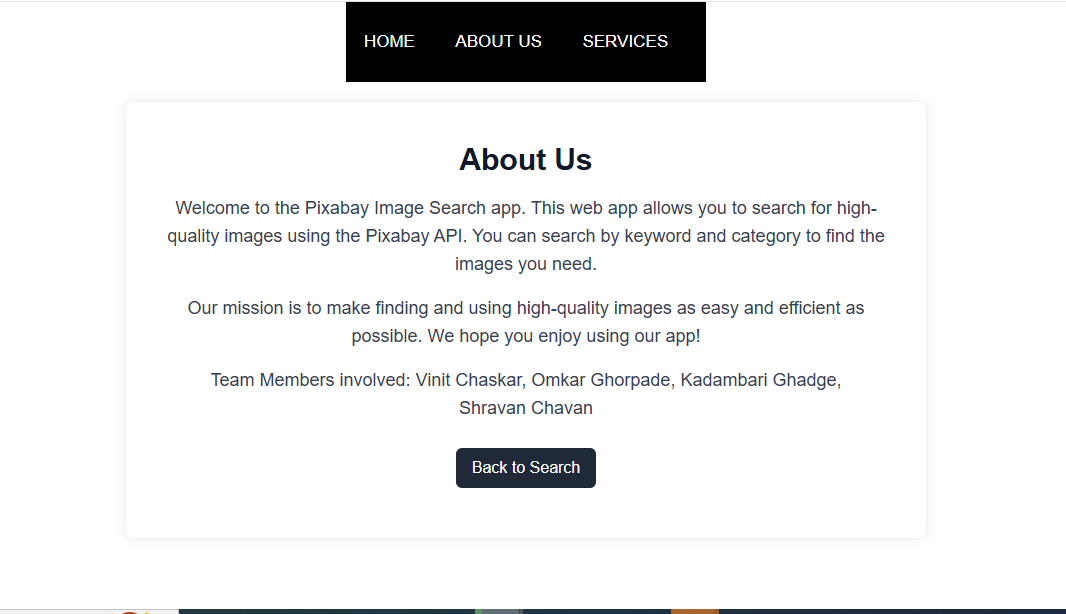 HOME ABOUT US SERVICES
About Us
Welcome to the Pixabay Image Search app. This web app allows you to search for high-
quality images using the Pixabay API. You can search by keyword and category to find the
images you need.
Our mission is to make finding and using high-quality images as easy and efficient as
possible. We hope you enjoy using our app!
Team Members involved: Vinit Chaskar, Omkar Ghorpade, Kadambari Ghadge,
Shravan Chavan
Back to Search